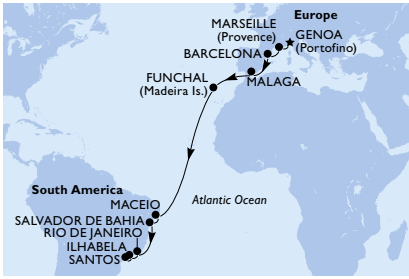 MARSEILLE
(Provence)
Europe
GENOA
(Portofino)
BARCELONA
FUNCHAL
(Madeira Is.)
MALAGA
South America
MACEIO
Atlantic Ocean
SALVADOR DE BAHIA
RIO DE JANEIRO
ILHABELA
SANTOS